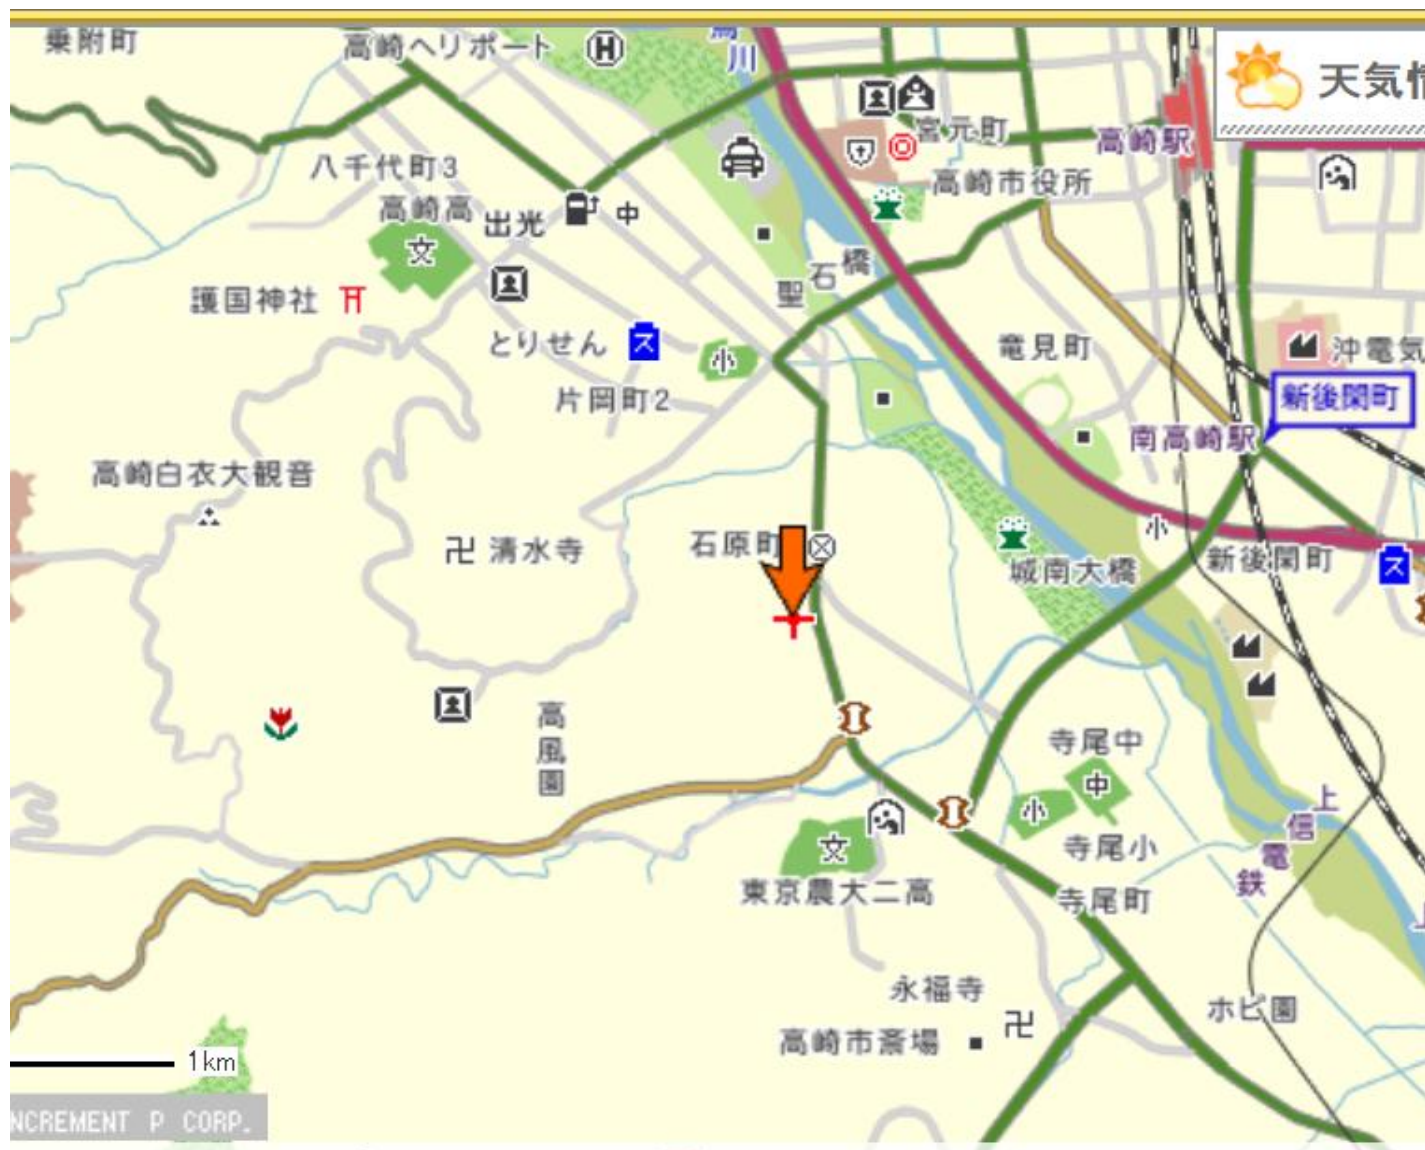 乗附町
高崎ヘリポート
H
烏川
天気情
宮元町
高崎駅
八千代町3
高崎高
文
出光
中
高崎市役所
護国神社
聖石橋
とりせん
ス
小
竜見町
沖電気
片岡町2
新後閑町
南高崎駅
高崎白衣大観音
卍 清水寺
石原町
小
城南大橋
新後閑町
ス
高風園
寺尾中
中
小
上信電鉄
文
寺尾小
東京農大二高
寺尾町
上
永福寺
卍
ホビ園
高崎市斎場
1km
NCREMENT P CORP.